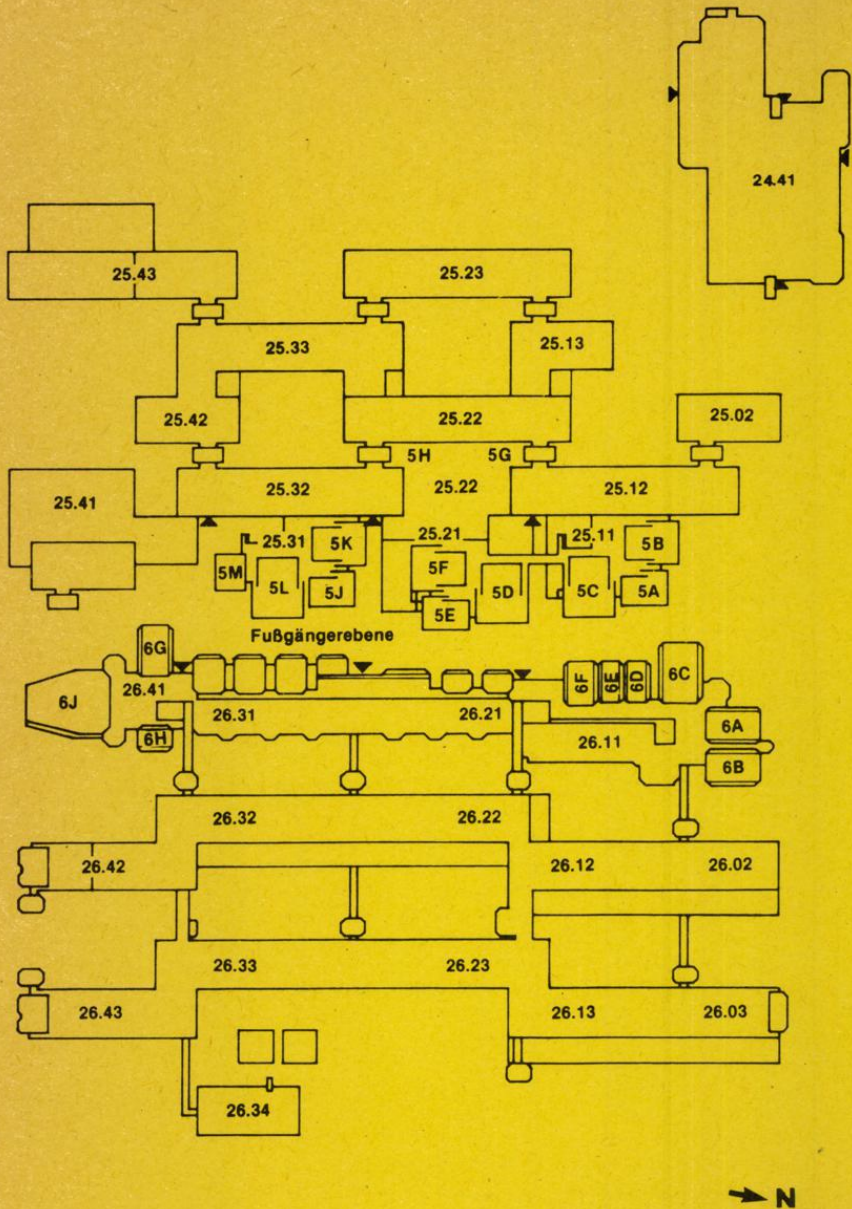 24.41
25.43
25.23
25.33
25.13
25.42
25.22
25.02
5H
5G
25.41
25.32
25.22
25.12
25.31
5K
25.21
25.11
5B
5M
5L
5J
5F
5E
5D
5C
5A
Fußgängerebene
6G
6J
26.41
6H
26.31
26.21
6F
6E
6D
6C
6A
26.11
6B
26.32
26.22
26.42
26.12
26.02
26.33
26.23
26.43
26.13
26.03
26.34
N